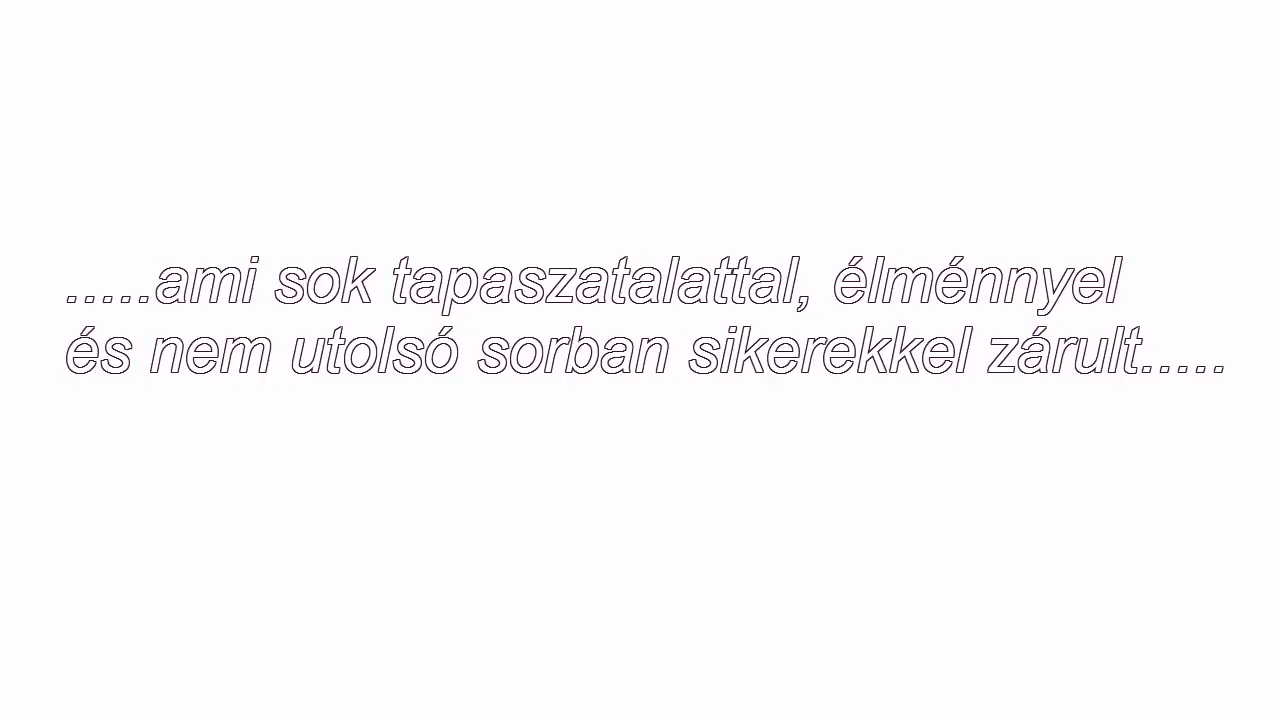 .....ami sok tapaszatalattal, élménnyel
és nem utolsó sorban sikerekkel zárult.....